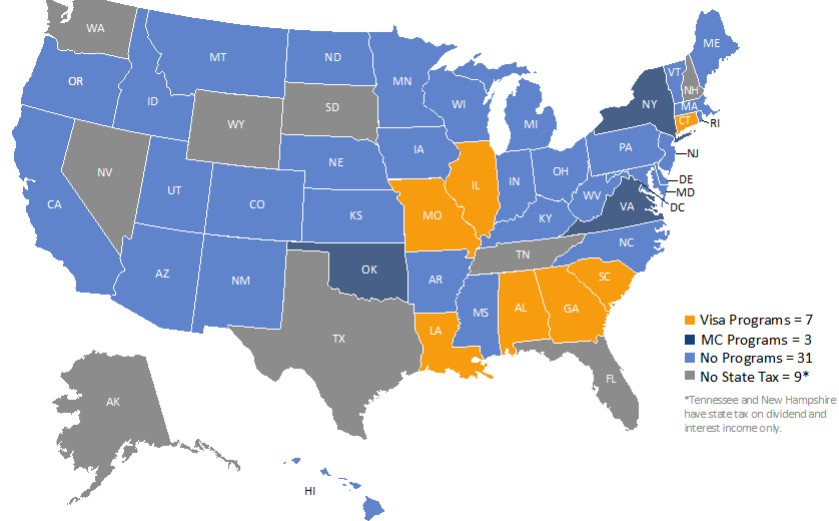 WA
MT
ND
ME
OR
MN
VT
NH
ID
SD
WI
NY
MA
WY
MI
CT
RI
NV
NE
IA
PA
NJ
UT
CO
IL
IN
OH
DE
MD
CA
KS
MO
WV
VA
DC
KY
AZ
NM
OK
AR
TN
NC
SC
MS
AL
GA
LA
TX
FL
AK
HI
Visa Programs = 7
MC Programs = 3
No Programs = 31
No State Tax = 9*
*Tennessee and New Hampshire
have state tax on dividend and
interest income only.